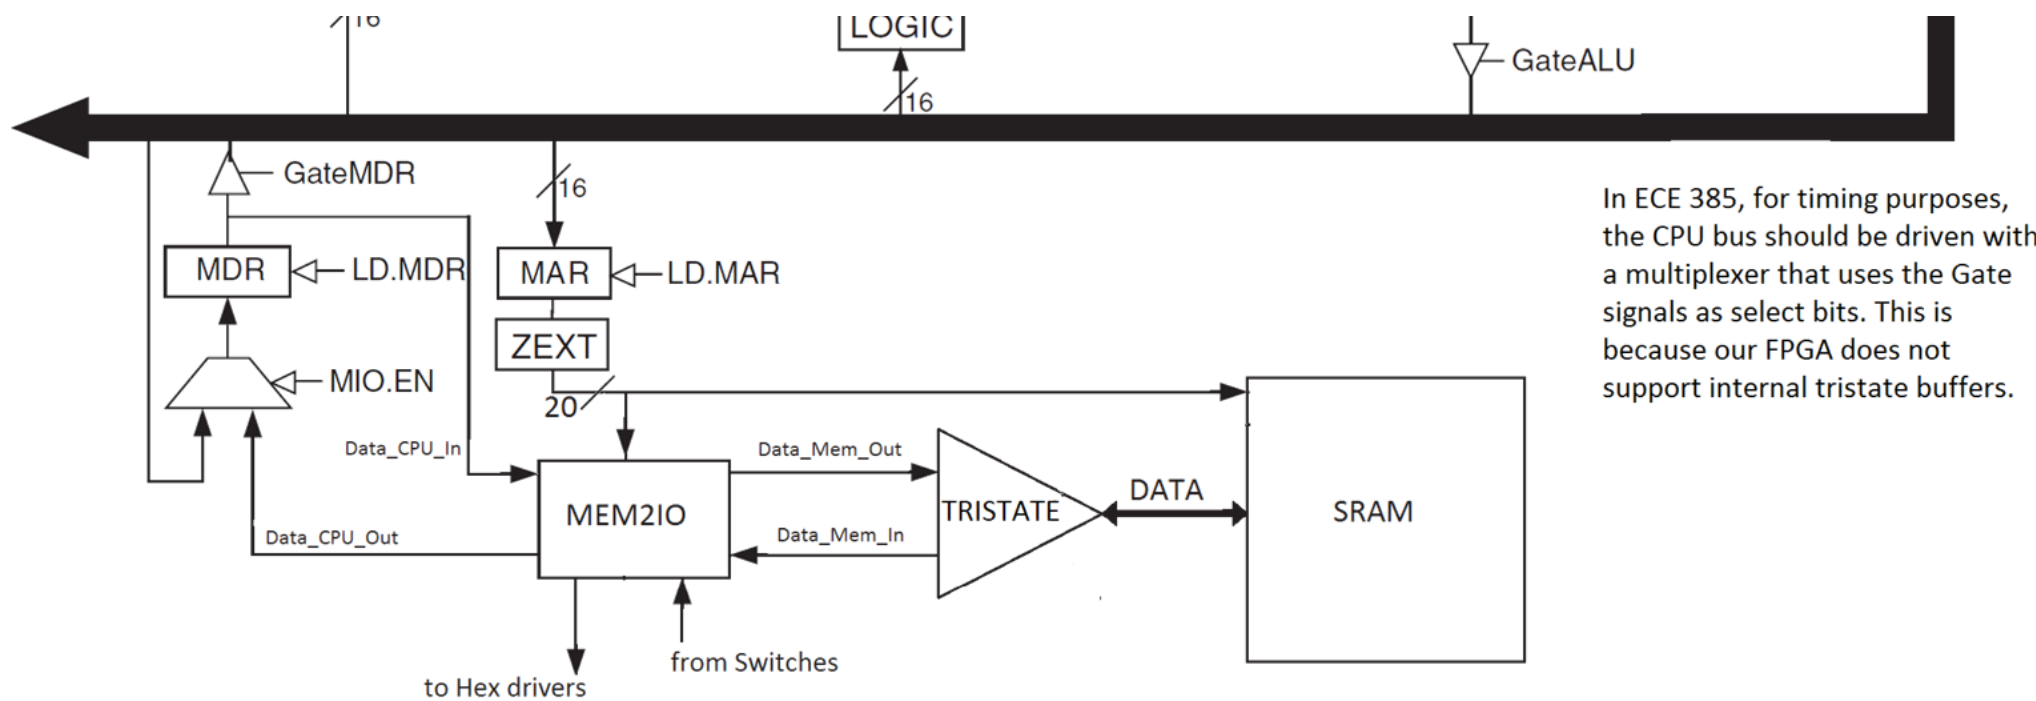 16
LOGIC
GateALU
16
GateMDR
16
In ECE 385, for timing purposes,
the CPU bus should be driven with
a multiplexer that uses the Gate
signals as select bits. This is
because our FPGA does not
support internal tristate buffers.
MDR
LD.MDR
MAR
LD.MAR
ZEXT
MIO.EN
20
Data_CPU_In
Data_Mem_Out
DATA
MEM2IO
TRISTATE
SRAM
Data_CPU_Out
Data_Mem_In
from Switches
to Hex drivers